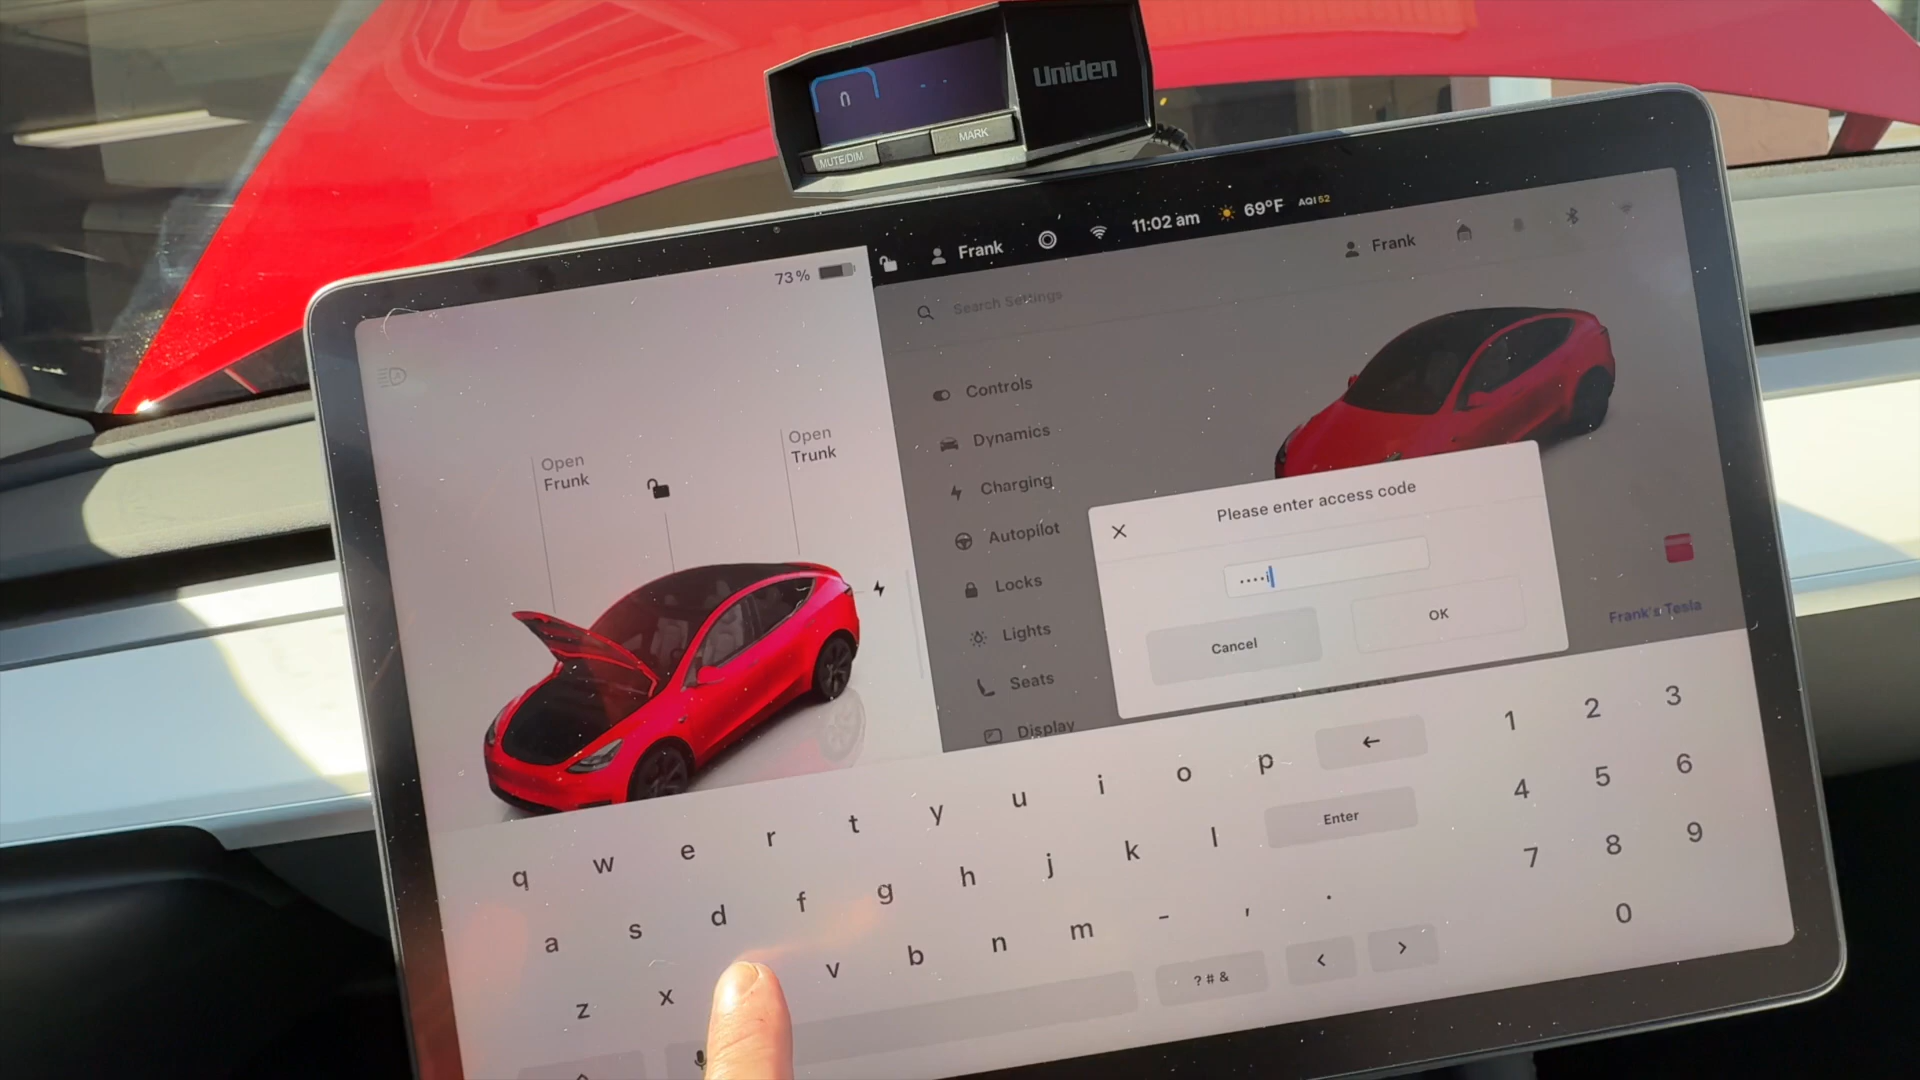 Uniden
MUTE/DIM
MARK
73%
Frank
11:02 am
69°F
AQI 52
Frank
Search Settings
Open
Frunk
Open
Trunk
Controls
Dynamics
Charging
Autopilot
Locks
Lights
Seats
Display
Please enter access code
••••i
Cancel
OK
Frank's Tesla
q w e r t y u i o p ←
a s d f g h j k l Enter
z x v b n m - , .
? # & < >
1 2 3
4 5 6
7 8 9
0